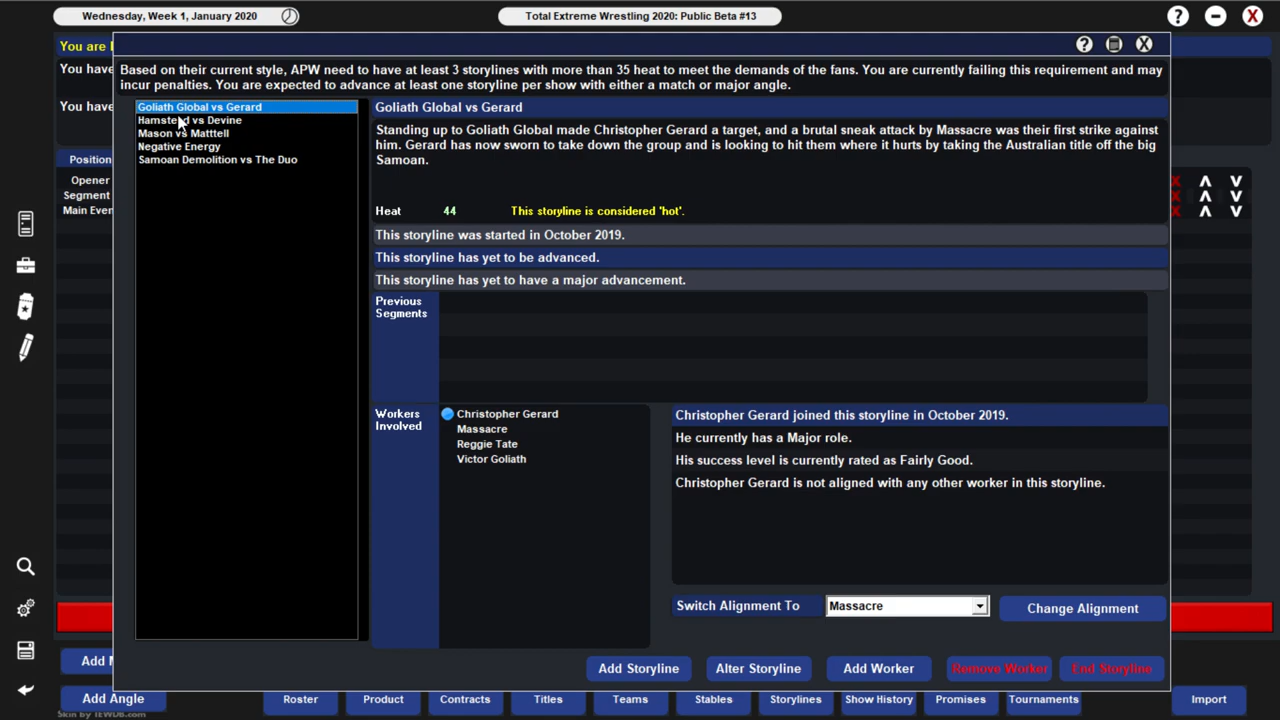 Wednesday, Week 1, January 2020
Total Extreme Wrestling 2020: Public Beta #13
You are
You have
You have
Based on their current style, APW need to have at least 3 storylines with more than 35 heat to meet the demands of the fans. You are currently failing this requirement and may
incur penalties. You are expected to advance at least one storyline per show with either a match or major angle.
Goliath Global vs Gerard
Hamstead vs Devine
Mason vs Matttell
Negative Energy
Samoan Demolition vs The Duo
Position
Opener
Segment
Main Even
Goliath Global vs Gerard
Standing up to Goliath Global made Christopher Gerard a target, and a brutal sneak attack by Massacre was their first strike against
him. Gerard has now sworn to take down the group and is looking to hit them where it hurts by taking the Australian title off the big
Samoan.
Heat 44 This storyline is considered 'hot'.
This storyline was started in October 2019.
This storyline has yet to be advanced.
This storyline has yet to have a major advancement.
Previous
Segments
Workers
Involved
Christopher Gerard
Massacre
Reggie Tate
Victor Goliath
Christopher Gerard joined this storyline in October 2019.
He currently has a Major role.
His success level is currently rated as Fairly Good.
Christopher Gerard is not aligned with any other worker in this storyline.
Switch Alignment To Massacre Change Alignment
Add Storyline Alter Storyline Add Worker Remove Worker End Storyline
Add M
Add Angle Roster Product Contracts Titles Teams Stables Storylines Show History Promises Tournaments Import
Skin by TEWDB.com